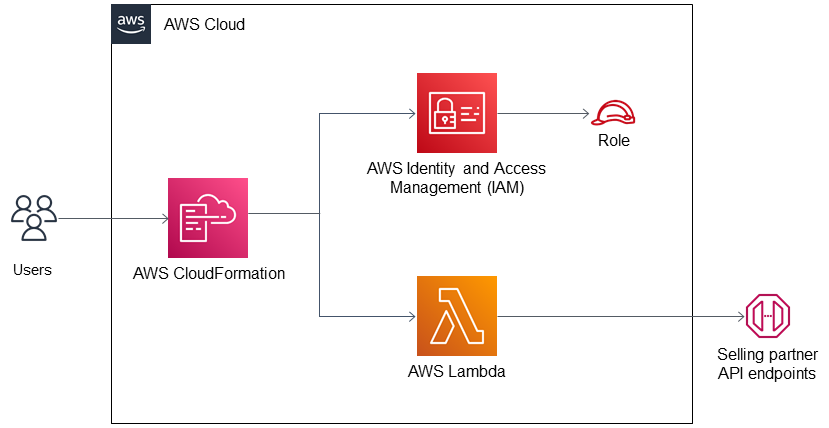 aws
AWS Cloud
AWS Identity and Access
Management (IAM)
Role
Users
AWS CloudFormation
AWS Lambda
Selling partner
API endpoints